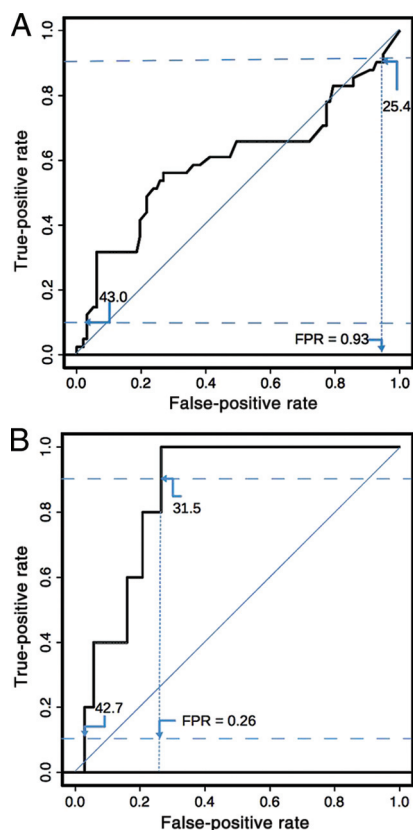 A
True-positive rate
1.0
0.8
0.6
0.4
0.2
0.0
25.4
43.0
FPR = 0.93
0.0 0.2 0.4 0.6 0.8 1.0
False-positive rate
B
True-positive rate
1.0
0.8
0.6
0.4
0.2
0.0
31.5
42.7
FPR = 0.26
0.0 0.2 0.4 0.6 0.8 1.0
False-positive rate